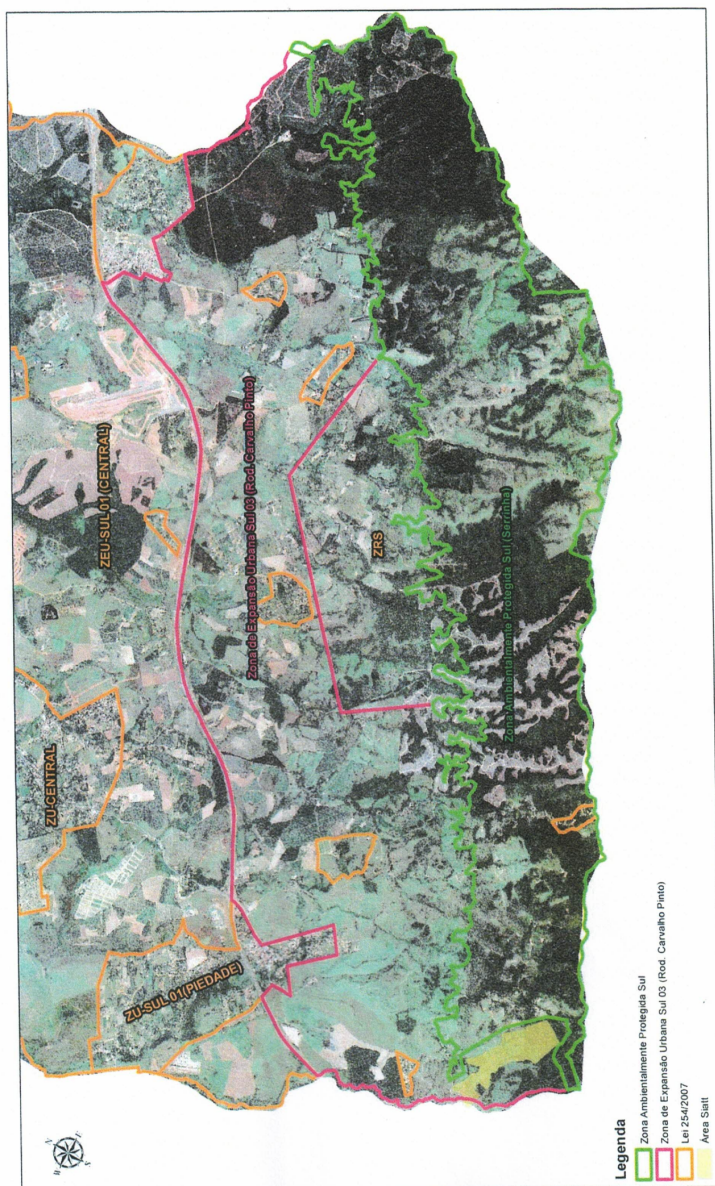 ZEU-SUL 01 (CENTRAL)
ZU-CENTRAL
ZU-SUL 01(PIEDADE)
Zona de Expansão Urbana Sul 03 (Rod. Carvalho Pinto)
ZRS
Zona Ambientalmente Protegida Sul (Serrinha)
N
S
Legenda
Zona Ambientalmente Protegida Sul
Zona de Expansão Urbana Sul 03 (Rod. Carvalho Pinto)
Lei 254/2007
Área Siatt